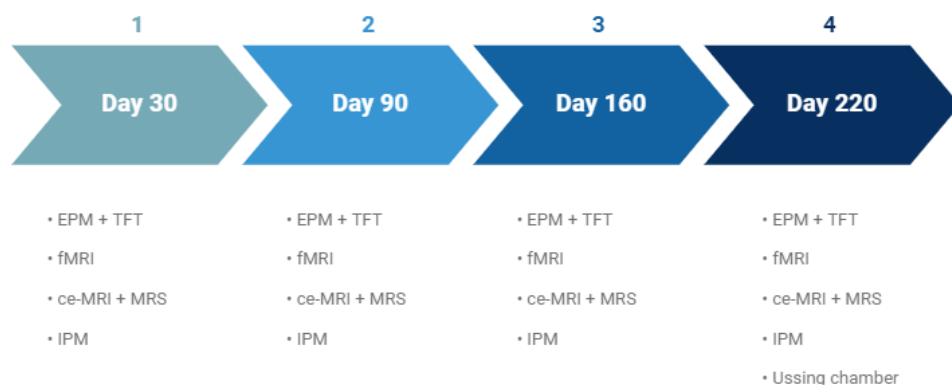 1
2
3
4
Day 30
Day 90
Day 160
Day 220
• EPM + TFT
• fMRI
• ce-MRI + MRS
• IPM
• EPM + TFT
• fMRI
• ce-MRI + MRS
• IPM
• EPM + TFT
• fMRI
• ce-MRI + MRS
• IPM
• EPM + TFT
• fMRI
• ce-MRI + MRS
• IPM
• Ussing chamber